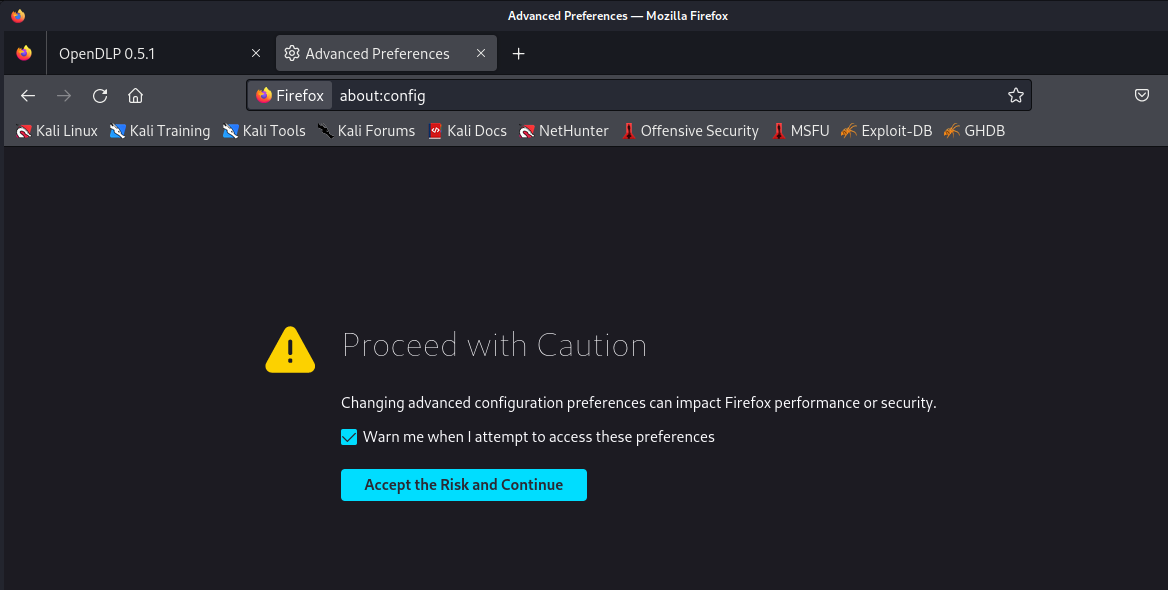 Advanced Preferences — Mozilla Firefox
OpenDLP 0.5.1
Advanced Preferences
Firefox
about:config
Kali Linux
Kali Training
Kali Tools
Kali Forums
Kali Docs
NetHunter
Offensive Security
MSFU
Exploit-DB
GHDB
Proceed with Caution
Changing advanced configuration preferences can impact Firefox performance or security.
Warn me when I attempt to access these preferences
Accept the Risk and Continue